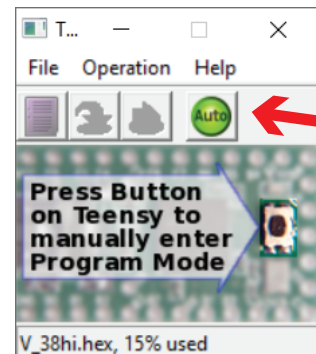 T...
File Operation Help
Auto
Press Button
on Teensy to
manually enter
Program Mode
V_38hi.hex, 15% used